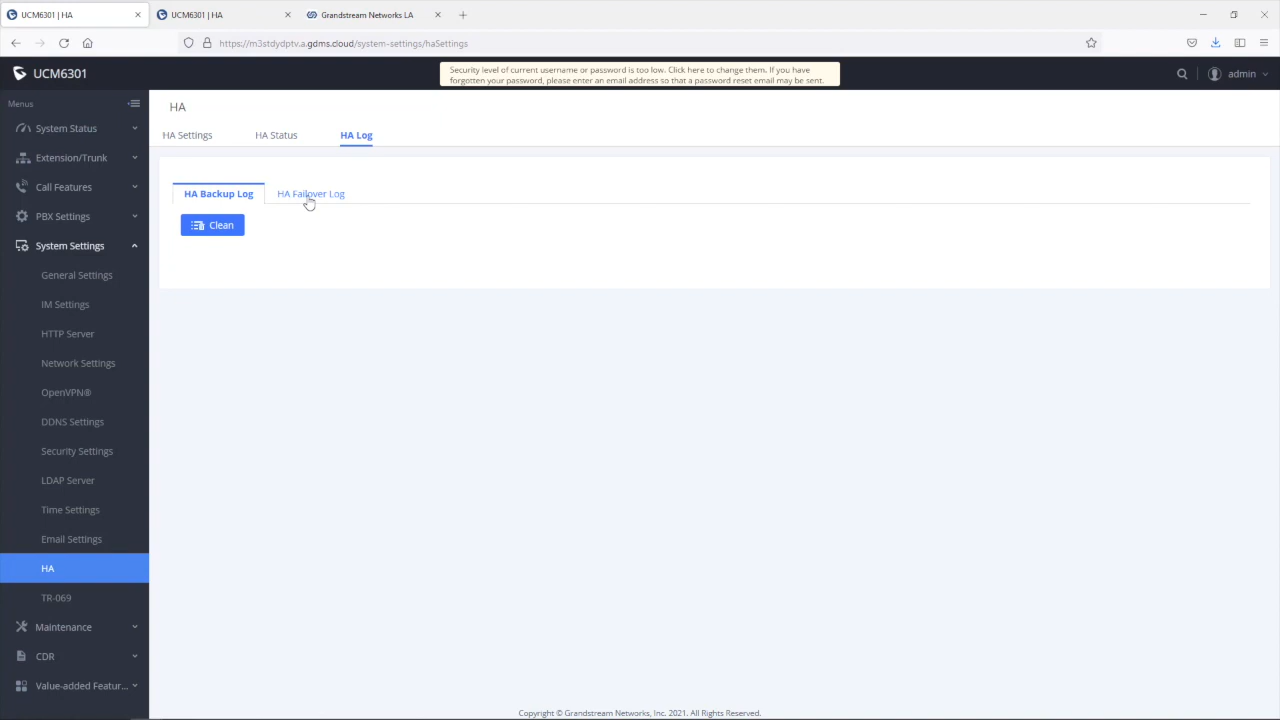 UCM6301 | HA
UCM6301 | HA
Grandstream Networks LA
https://m3stdydptv.a.gdms.cloud/system-settings/haSettings
UCM6301
Security level of current username or password is too low. Click here to change them. If you have
forgotten your password, please enter an email address so that a password reset email may be sent.
admin
Menus
System Status
Extension/Trunk
Call Features
PBX Settings
System Settings
General Settings
IM Settings
HTTP Server
Network Settings
OpenVPN®
DDNS Settings
Security Settings
LDAP Server
Time Settings
Email Settings
HA
TR-069
Maintenance
CDR
Value-added Featur...
HA
HA Settings
HA Status
HA Log
HA Backup Log
HA Failover Log
Clean
Copyright © Grandstream Networks, Inc. 2021. All Rights Reserved.